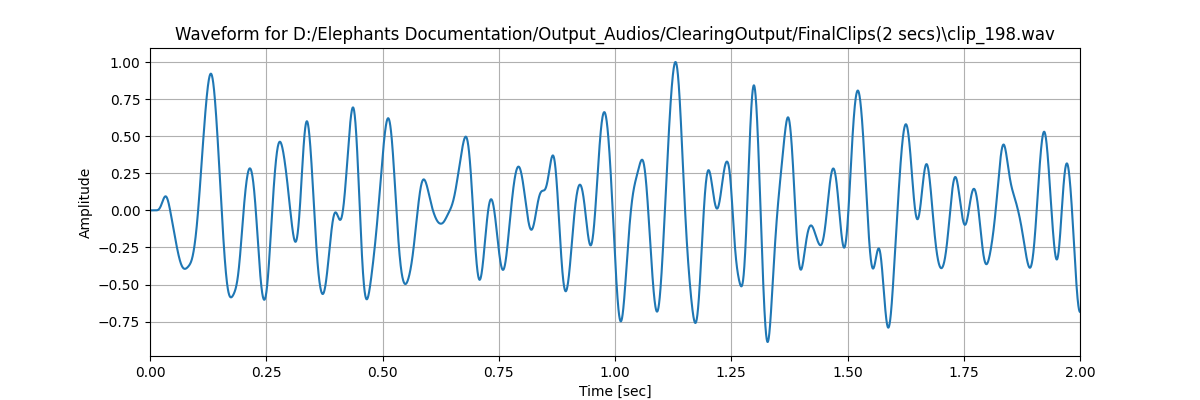 Waveform for D:/Elephants Documentation/Output_Audios/ClearingOutput/FinalClips(2 secs)\clip_198.wav
1.00
0.75
0.50
0.25
0.00
−0.25
−0.50
−0.75
Amplitude
0.00 0.25 0.50 0.75 1.00 1.25 1.50 1.75 2.00
Time [sec]